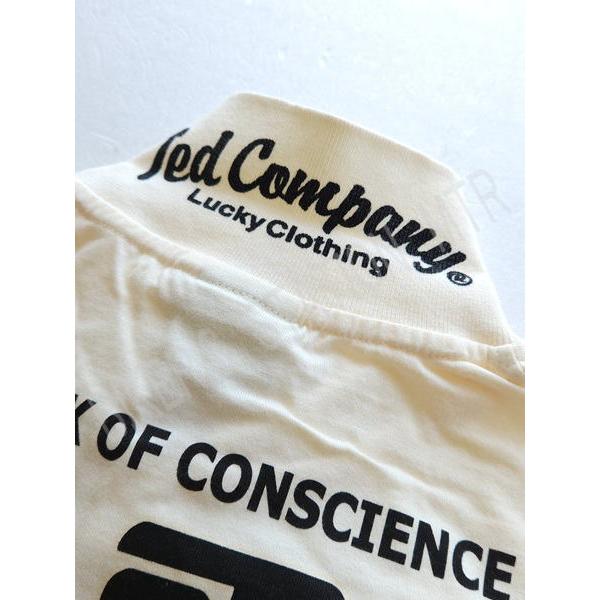 Ted Company®
Lucky Clothing
OF CONSCIENCE